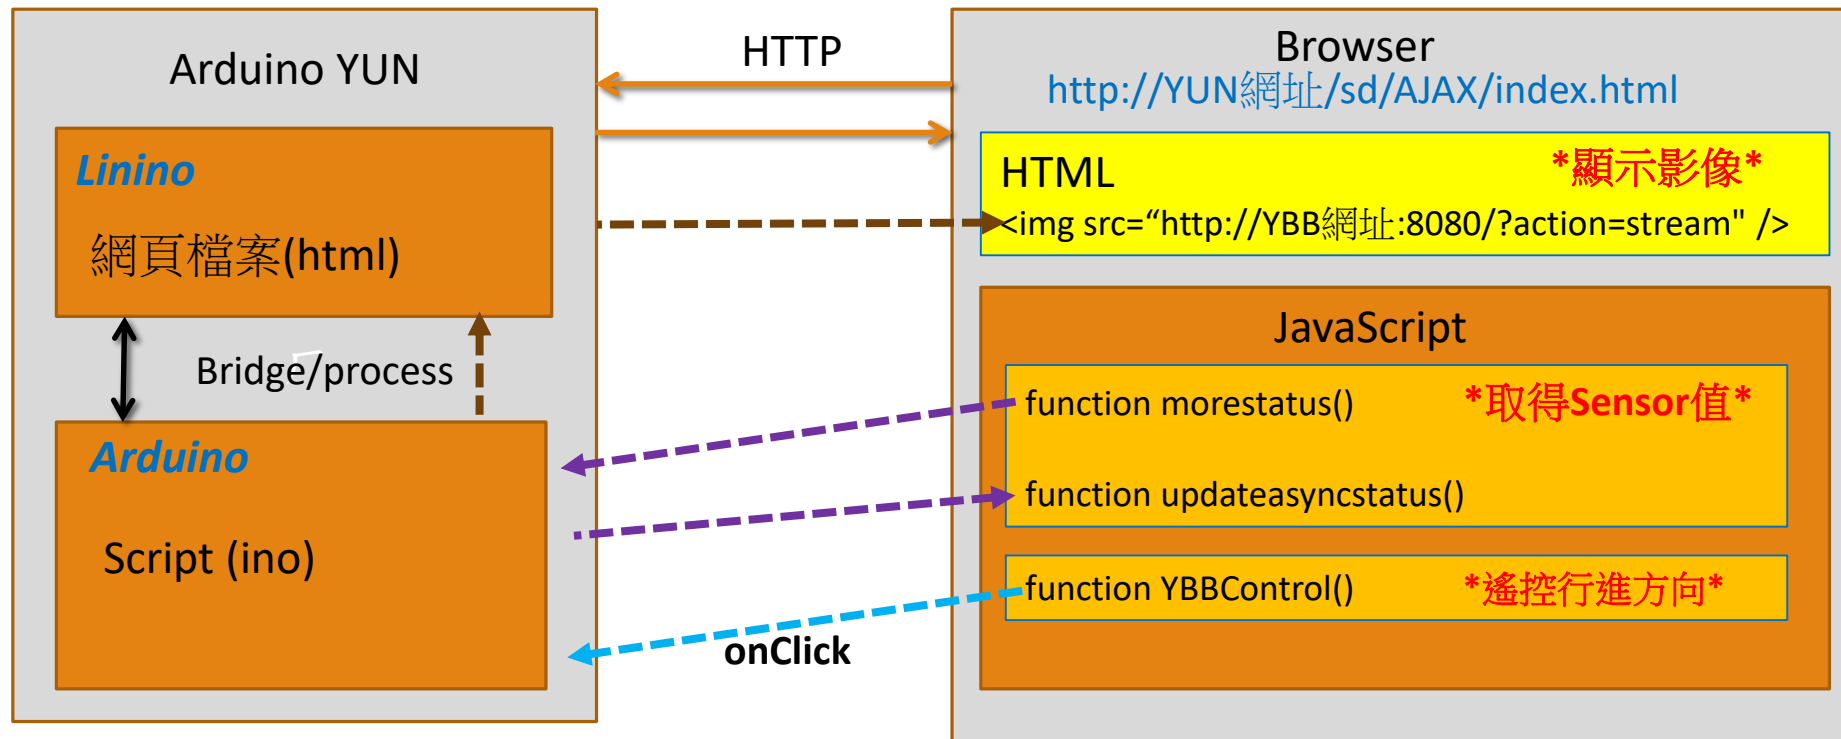 Arduino YUN
Linino
網頁檔案(html)
Bridge/process
Arduino
Script (ino)
HTTP
onClick
Browser
http://YUN網址/sd/AJAX/index.html
HTML *顯示影像*
<img src=“http://YBB網址:8080/?action=stream" />
JavaScript
function morestatus() *取得Sensor值*
function updateasyncstatus()
function YBBControl() *遙控行進方向*